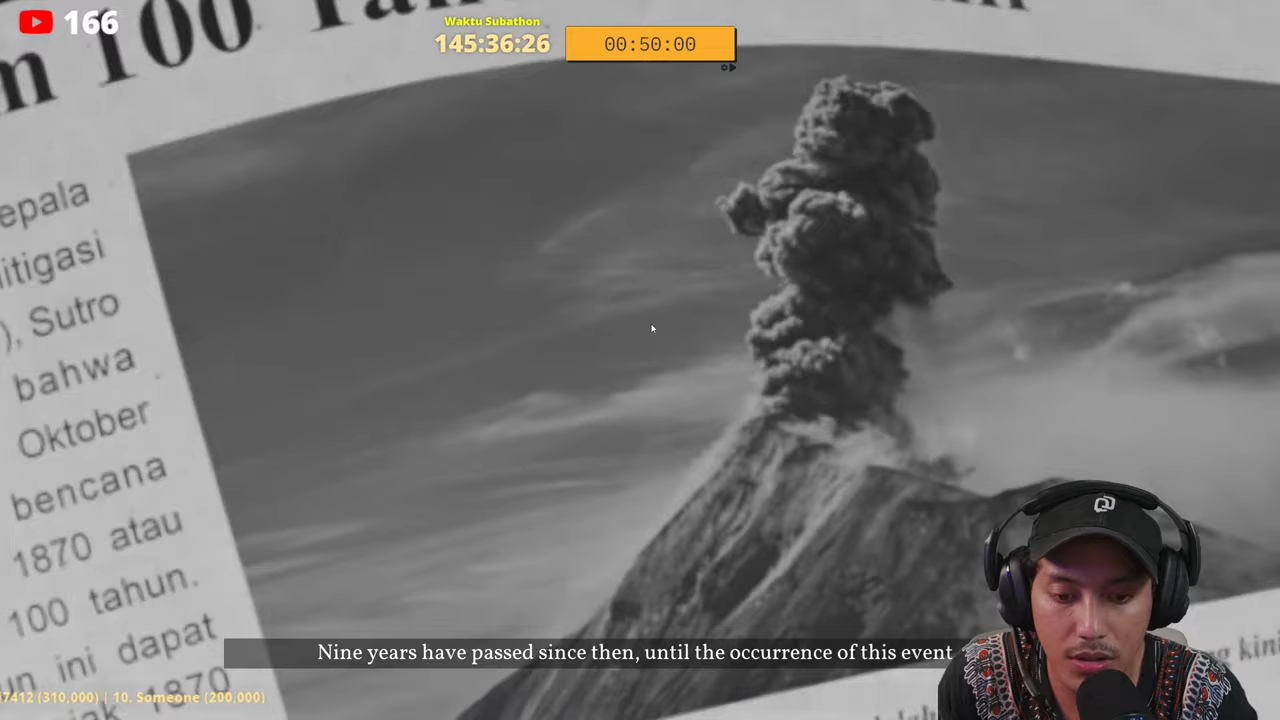 166
Waktu Subathon
145:36:26
00:50:00
m 100
epala
itigasi
), Sutro
bahwa
Oktober
bencana
1870 atau
100 tahun.
ini dapat
1870
Nine years have passed since then, until the occurrence of this event
7412 (310,000) | 10. Someone (200,000)